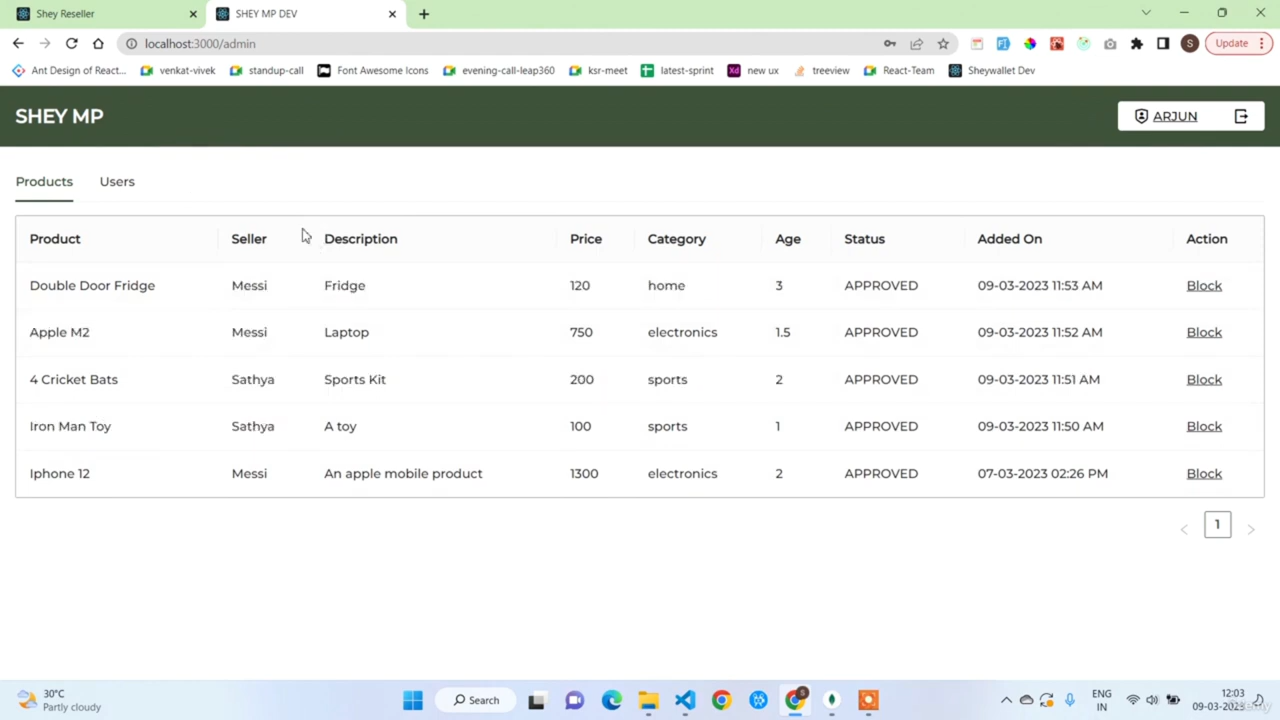 Shey Reseller
SHEY MP DEV
localhost:3000/admin
S
Update
Ant Design of React...
venkat-vivek
standup-call
Font Awesome Icons
evening-call-leap360
ksr-meet
latest-sprint
Xd new ux
treeview
React-Team
Sheywallet Dev
SHEY MP
ARJUN
Products Users
Product Seller Description Price Category Age Status Added On Action
Double Door Fridge Messi Fridge 120 home 3 APPROVED 09-03-2023 11:53 AM Block
Apple M2 Messi Laptop 750 electronics 1.5 APPROVED 09-03-2023 11:52 AM Block
4 Cricket Bats Sathya Sports Kit 200 sports 2 APPROVED 09-03-2023 11:51 AM Block
Iron Man Toy Sathya A toy 100 sports 1 APPROVED 09-03-2023 11:50 AM Block
Iphone 12 Messi An apple mobile product 1300 electronics 2 APPROVED 07-03-2023 02:26 PM Block
< 1 >
30°C
Partly cloudy
Search
ENG
IN
12:03
09-03-2023